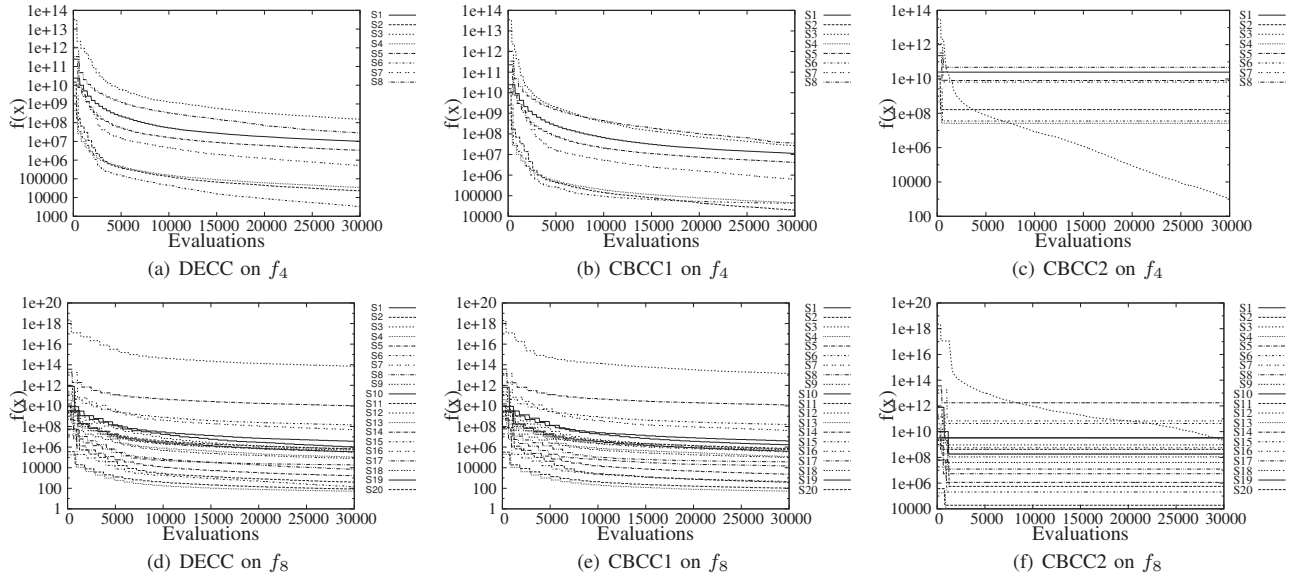 f(x)
1e+14
1e+13
1e+12
1e+11
1e+10
1e+09
1e+08
1e+07
1e+06
100000
10000
1000
0 5000 10000 15000 20000 25000 30000
Evaluations
S1
S2
S3
S4
S5
S6
S7
S8
(a) DECC on f4
f(x)
1e+14
1e+13
1e+12
1e+11
1e+10
1e+09
1e+08
1e+07
1e+06
100000
10000
0 5000 10000 15000 20000 25000 30000
Evaluations
S1
S2
S3
S4
S5
S6
S7
S8
(b) CBCC1 on f4
f(x)
1e+14
1e+12
1e+10
1e+08
1e+06
10000
100
0 5000 10000 15000 20000 25000 30000
Evaluations
S1
S2
S3
S4
S5
S6
S7
S8
(c) CBCC2 on f4
f(x)
1e+20
1e+18
1e+16
1e+14
1e+12
1e+10
1e+08
1e+06
10000
100
1
0 5000 10000 15000 20000 25000 30000
Evaluations
S1
S2
S3
S4
S5
S6
S7
S8
S9
S10
S11
S12
S13
S14
S15
S16
S17
S18
S19
S20
(d) DECC on f8
f(x)
1e+20
1e+18
1e+16
1e+14
1e+12
1e+10
1e+08
1e+06
10000
100
1
0 5000 10000 15000 20000 25000 30000
Evaluations
S1
S2
S3
S4
S5
S6
S7
S8
S9
S10
S11
S12
S13
S14
S15
S16
S17
S18
S19
S20
(e) CBCC1 on f8
f(x)
1e+20
1e+18
1e+16
1e+14
1e+12
1e+10
1e+08
1e+06
10000
0 5000 10000 15000 20000 25000 30000
Evaluations
S1
S2
S3
S4
S5
S6
S7
S8
S9
S10
S11
S12
S13
S14
S15
S16
S17
S18
S19
S20
(f) CBCC2 on f8